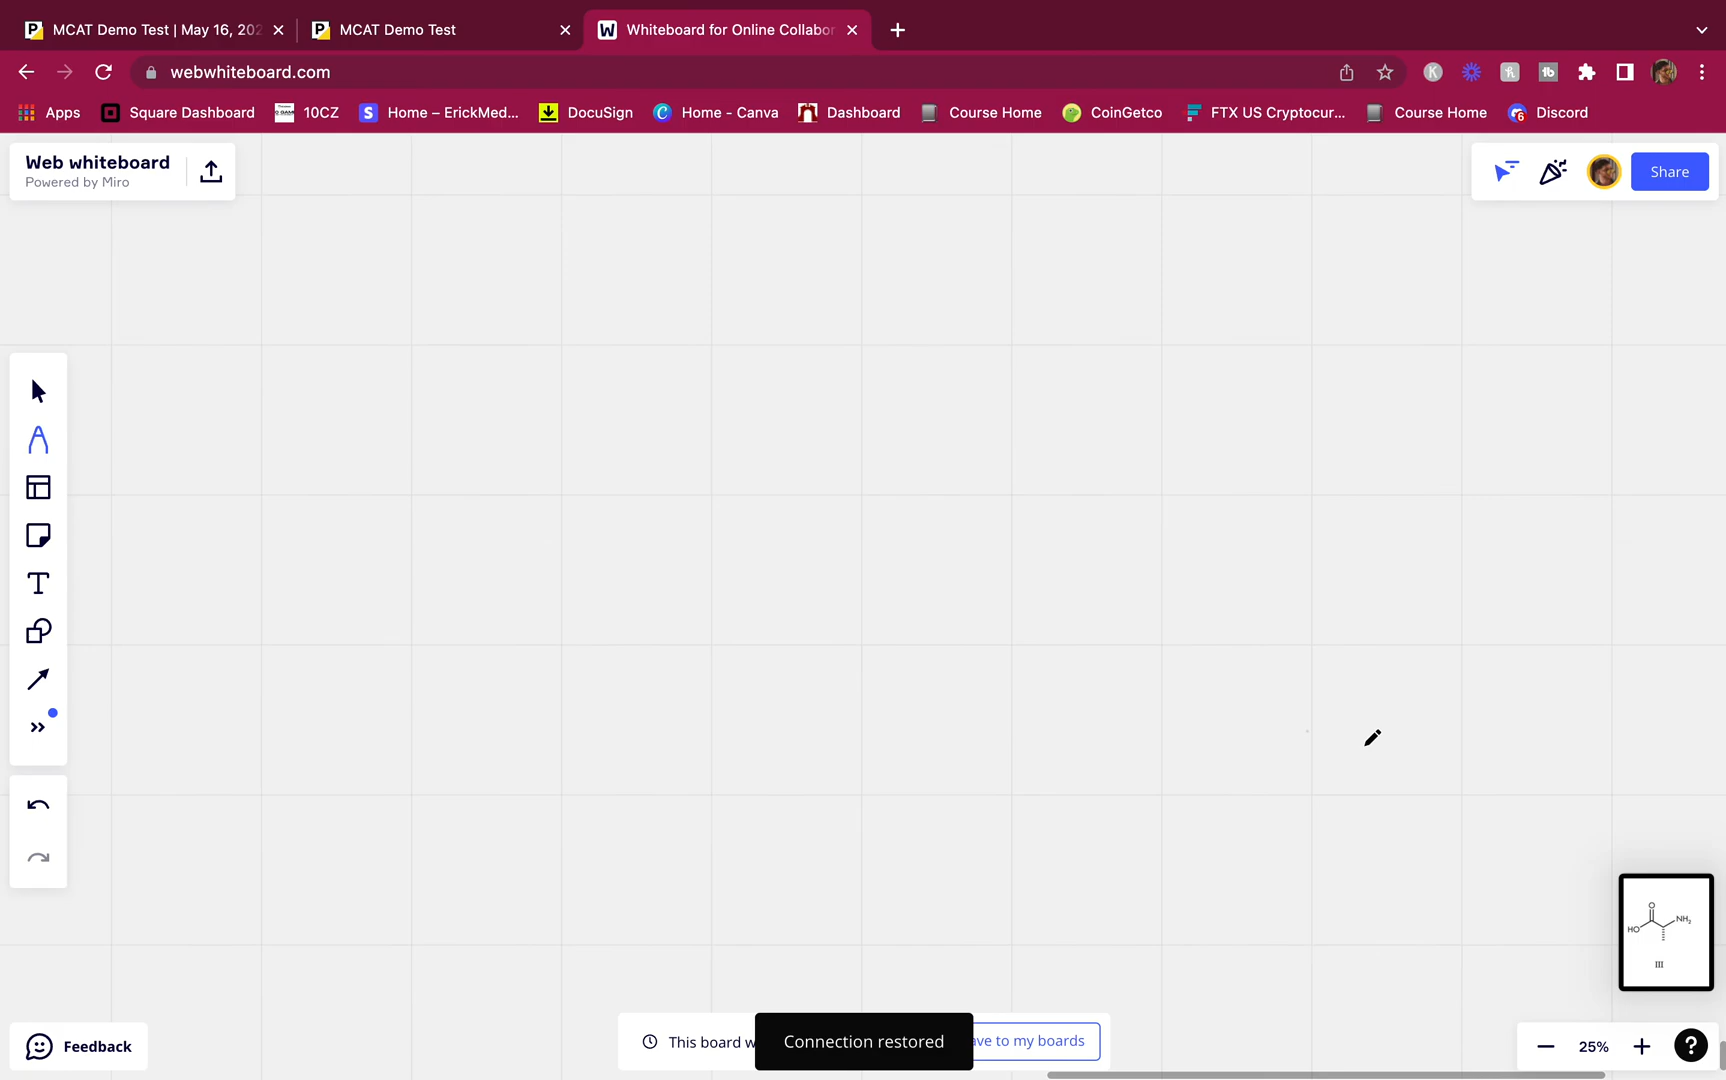 MCAT Demo Test | May 16, 202
MCAT Demo Test
Whiteboard for Online Collabor
webwhiteboard.com
Apps
Square Dashboard
10CZ
Home – ErickMed...
DocuSign
Home - Canva
Dashboard
Course Home
CoinGetco
FTX US Cryptocur...
Course Home
Discord
Web whiteboard
Powered by Miro
Share
O
HO
NH₂
III
Feedback
This board w
Connection restored
ave to my boards
25%